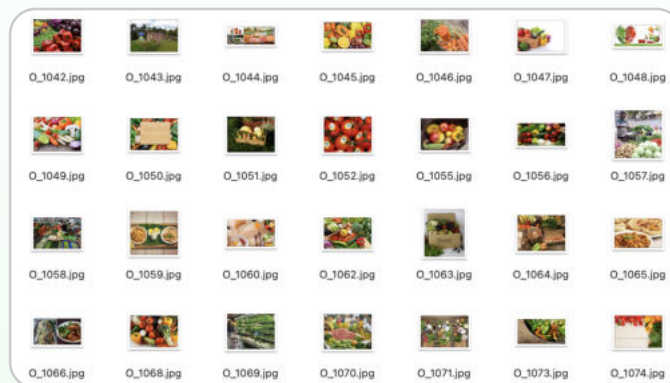 O_1042.jpg O_1043.jpg O_1044.jpg O_1045.jpg O_1046.jpg O_1047.jpg O_1048.jpg
O_1049.jpg O_1050.jpg O_1051.jpg O_1052.jpg O_1055.jpg O_1056.jpg O_1057.jpg
O_1058.jpg O_1059.jpg O_1060.jpg O_1062.jpg O_1063.jpg O_1064.jpg O_1065.jpg
O_1066.jpg O_1068.jpg O_1069.jpg O_1070.jpg O_1071.jpg O_1073.jpg O_1074.jpg